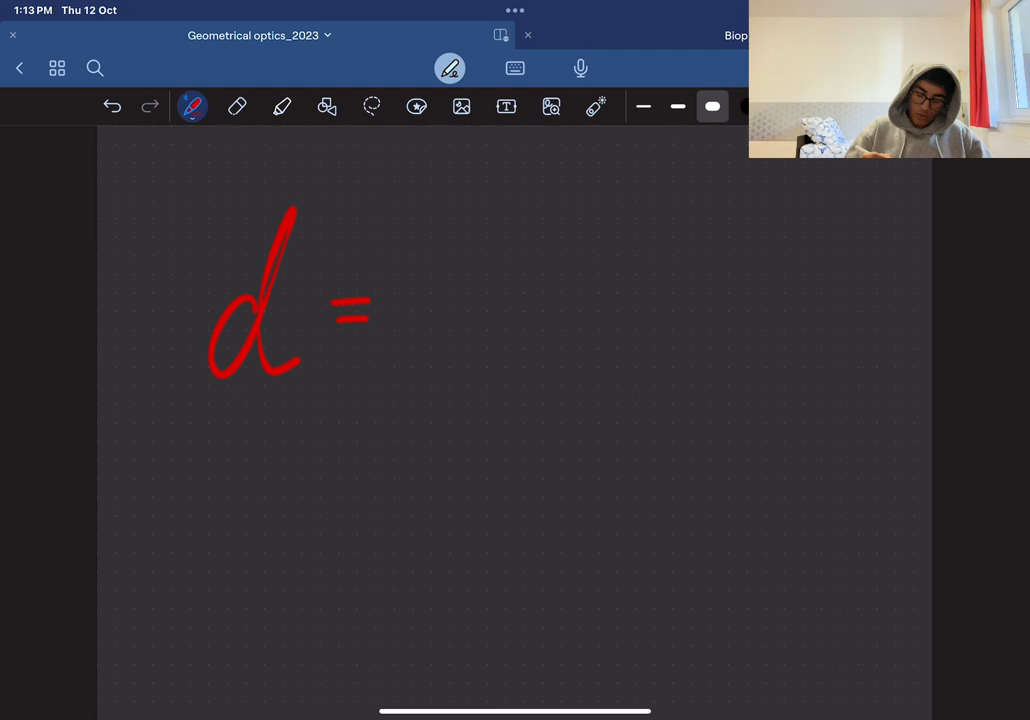 1:13 PM Thu 12 Oct
Geometrical optics_2023
Biop
T
d =